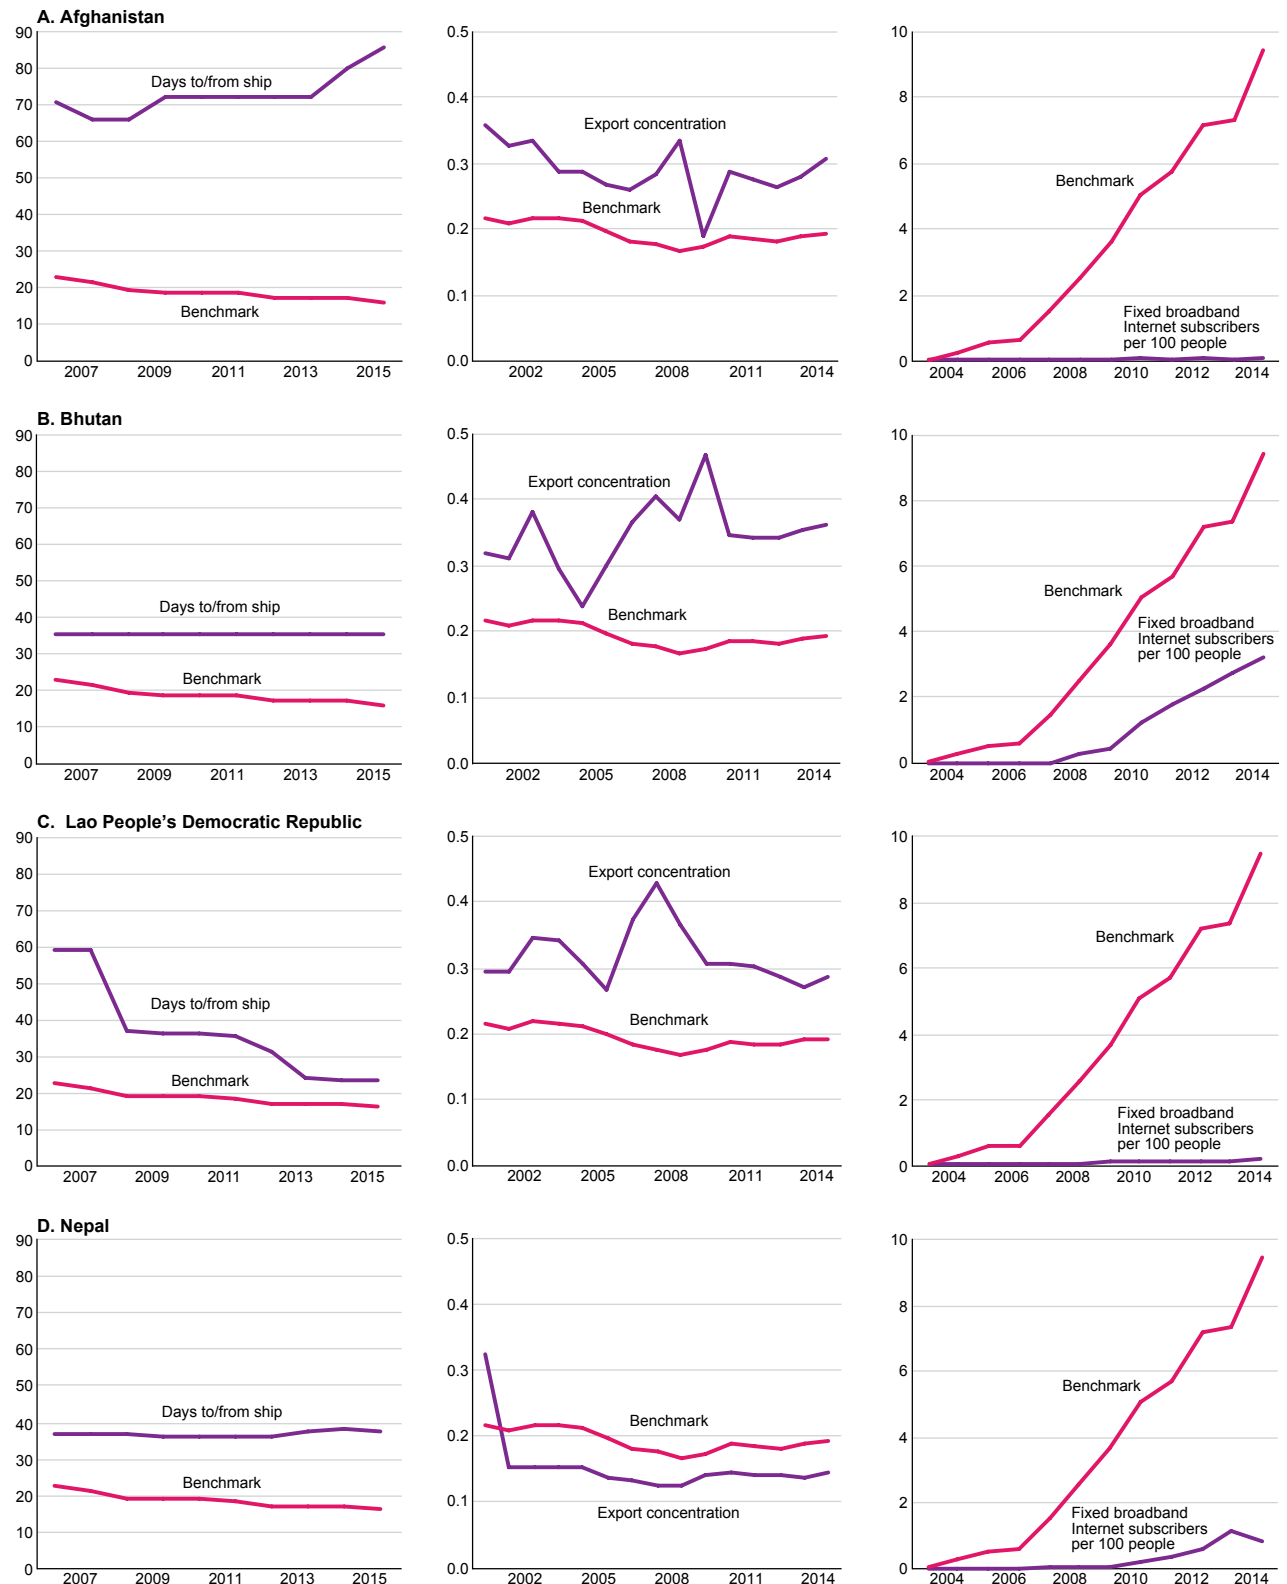 A. Afghanistan
90
80
70
60
50
40
30
20
10
0
Days to/from ship
Benchmark
2007 2009 2011 2013 2015
0.5
0.4
0.3
0.2
0.1
0.0
Export concentration
Benchmark
2002 2005 2008 2011 2014
10
8
6
4
2
0
Benchmark
Fixed broadband
Internet subscribers
per 100 people
2004 2006 2008 2010 2012 2014
B. Bhutan
90
80
70
60
50
40
30
20
10
0
Days to/from ship
Benchmark
2007 2009 2011 2013 2015
0.5
0.4
0.3
0.2
0.1
0.0
Export concentration
Benchmark
2002 2005 2008 2011 2014
10
8
6
4
2
0
Benchmark
Fixed broadband
Internet subscribers
per 100 people
2004 2006 2008 2010 2012 2014
C. Lao People's Democratic Republic
90
80
70
60
50
40
30
20
10
0
Days to/from ship
Benchmark
2007 2009 2011 2013 2015
0.5
0.4
0.3
0.2
0.1
0.0
Export concentration
Benchmark
2002 2005 2008 2011 2014
10
8
6
4
2
0
Benchmark
Fixed broadband
Internet subscribers
per 100 people
2004 2006 2008 2010 2012 2014
D. Nepal
90
80
70
60
50
40
30
20
10
0
Days to/from ship
Benchmark
2007 2009 2011 2013 2015
0.5
0.4
0.3
0.2
0.1
0.0
Benchmark
Export concentration
2002 2005 2008 2011 2014
10
8
6
4
2
0
Benchmark
Fixed broadband
Internet subscribers
per 100 people
2004 2006 2008 2010 2012 2014